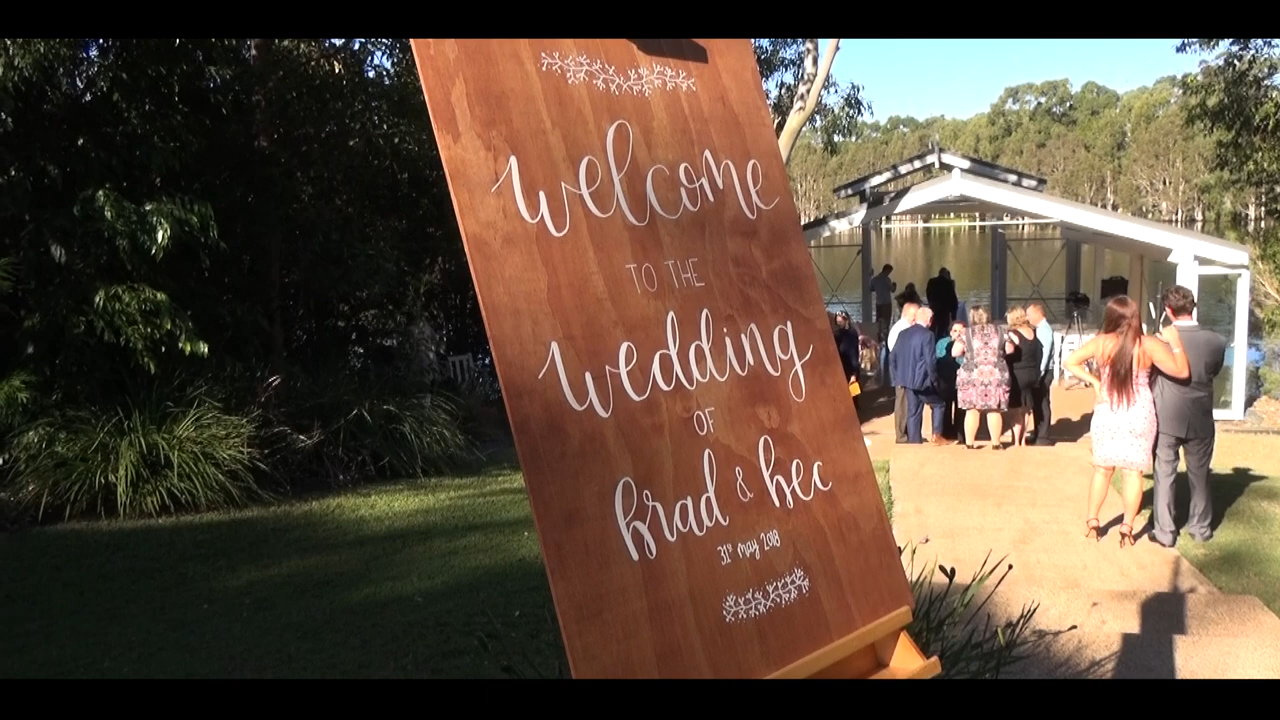 welcome
TO THE
wedding
OF
brad & bec
31st may 2018